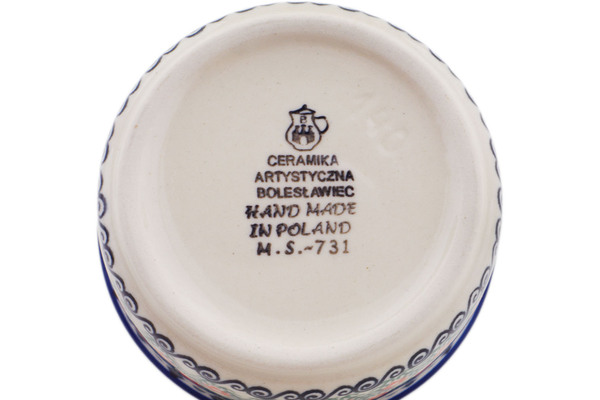 CERAMIKA
ARTYSTYCZNA
BOLESŁAWIEC
HAND MADE
IN POLAND
M.S.~731